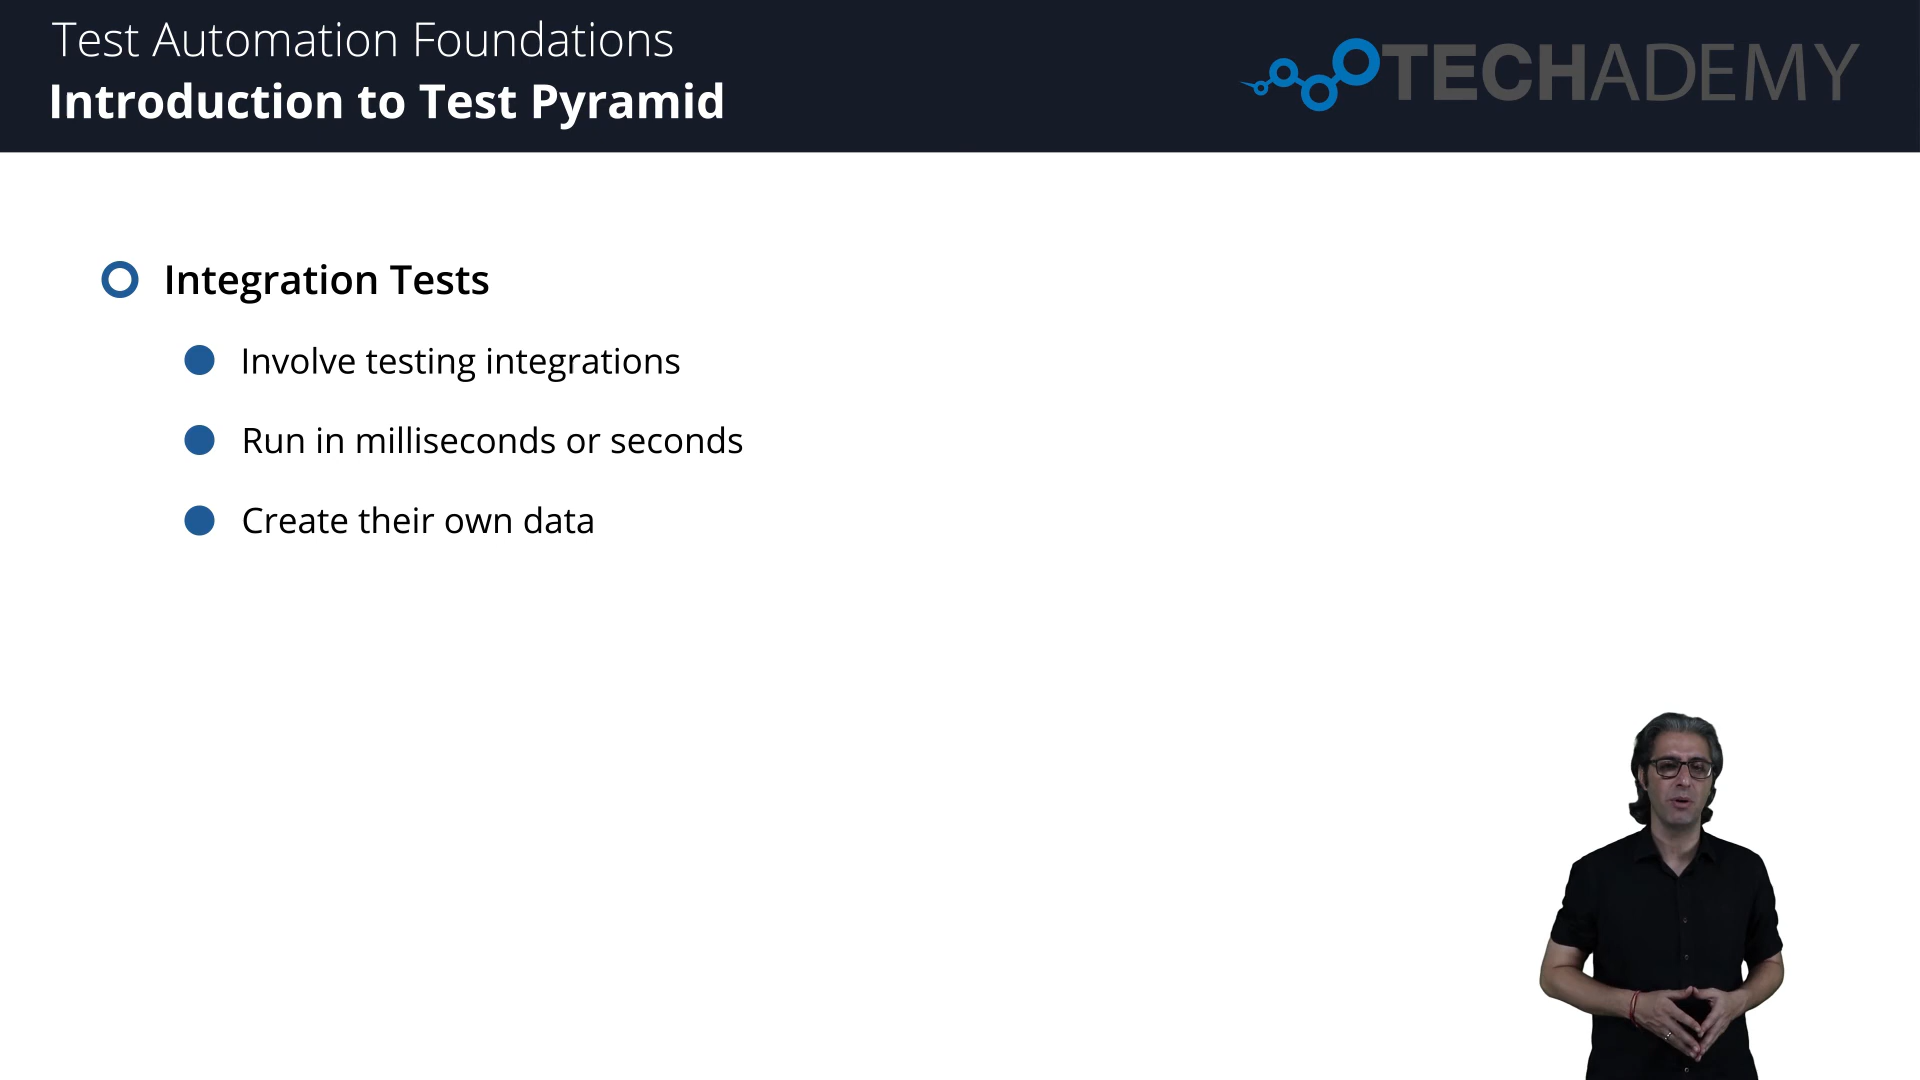 Test Automation Foundations
Introduction to Test Pyramid
TECHADEMY
Integration Tests
Involve testing integrations
Run in milliseconds or seconds
Create their own data